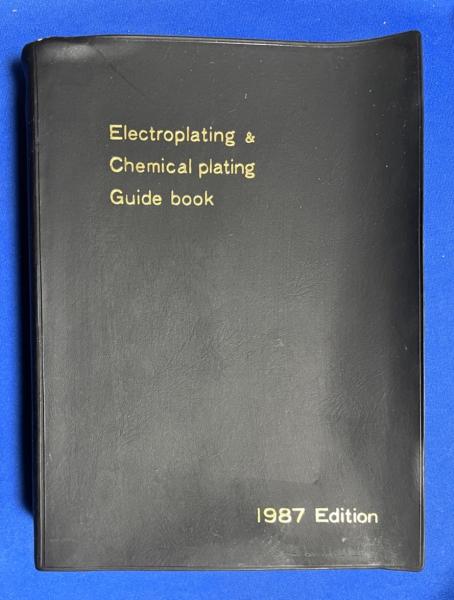 Electroplating &
Chemical plating
Guide book
1987 Edition